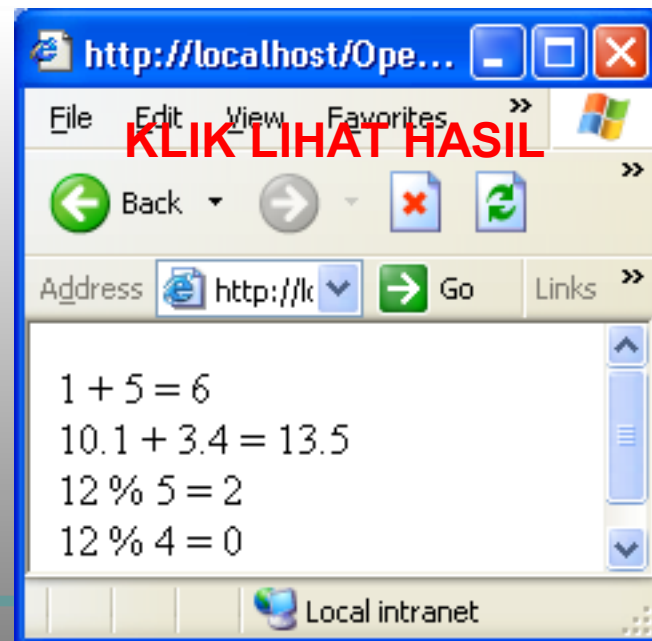 http://localhost/Ope...
File Edit View Favorites »
KLIK LIHAT HASIL
Back »
Address http://lo Go Links »
1 + 5 = 6
10.1 + 3.4 = 13.5
12 % 5 = 2
12 % 4 = 0
Local intranet